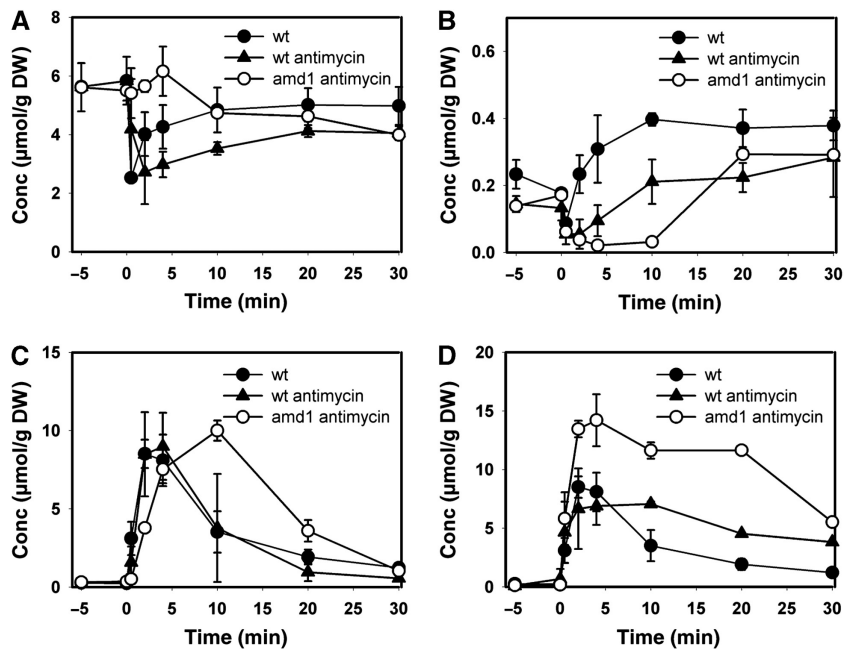 A
8
6
4
2
0
Conc (μmol/g DW)
wt
wt antimycin
amd1 antimycin
−5 0 5 10 15 20 25 30
Time (min)
B
0.6
0.4
0.2
0.0
Conc (μmol/g DW)
wt
wt antimycin
amd1 antimycin
−5 0 5 10 15 20 25 30
Time (min)
C
15
10
5
0
Conc (μmol/g DW)
wt
wt antimycin
amd1 antimycin
−5 0 5 10 15 20 25 30
Time (min)
D
20
15
10
5
0
Conc (μmol/g DW)
wt
wt antimycin
amd1 antimycin
−5 0 5 10 15 20 25 30
Time (min)